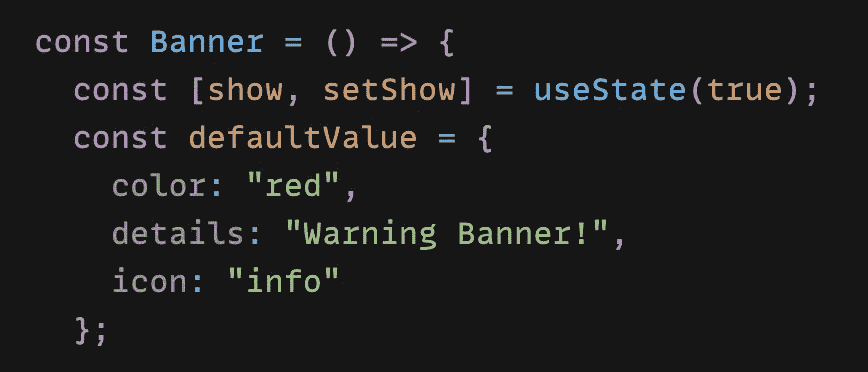 const Banner = () => {
  const [show, setShow] = useState(true);
  const defaultValue = {
    color: "red",
    details: "Warning Banner!",
    icon: "info"
  };